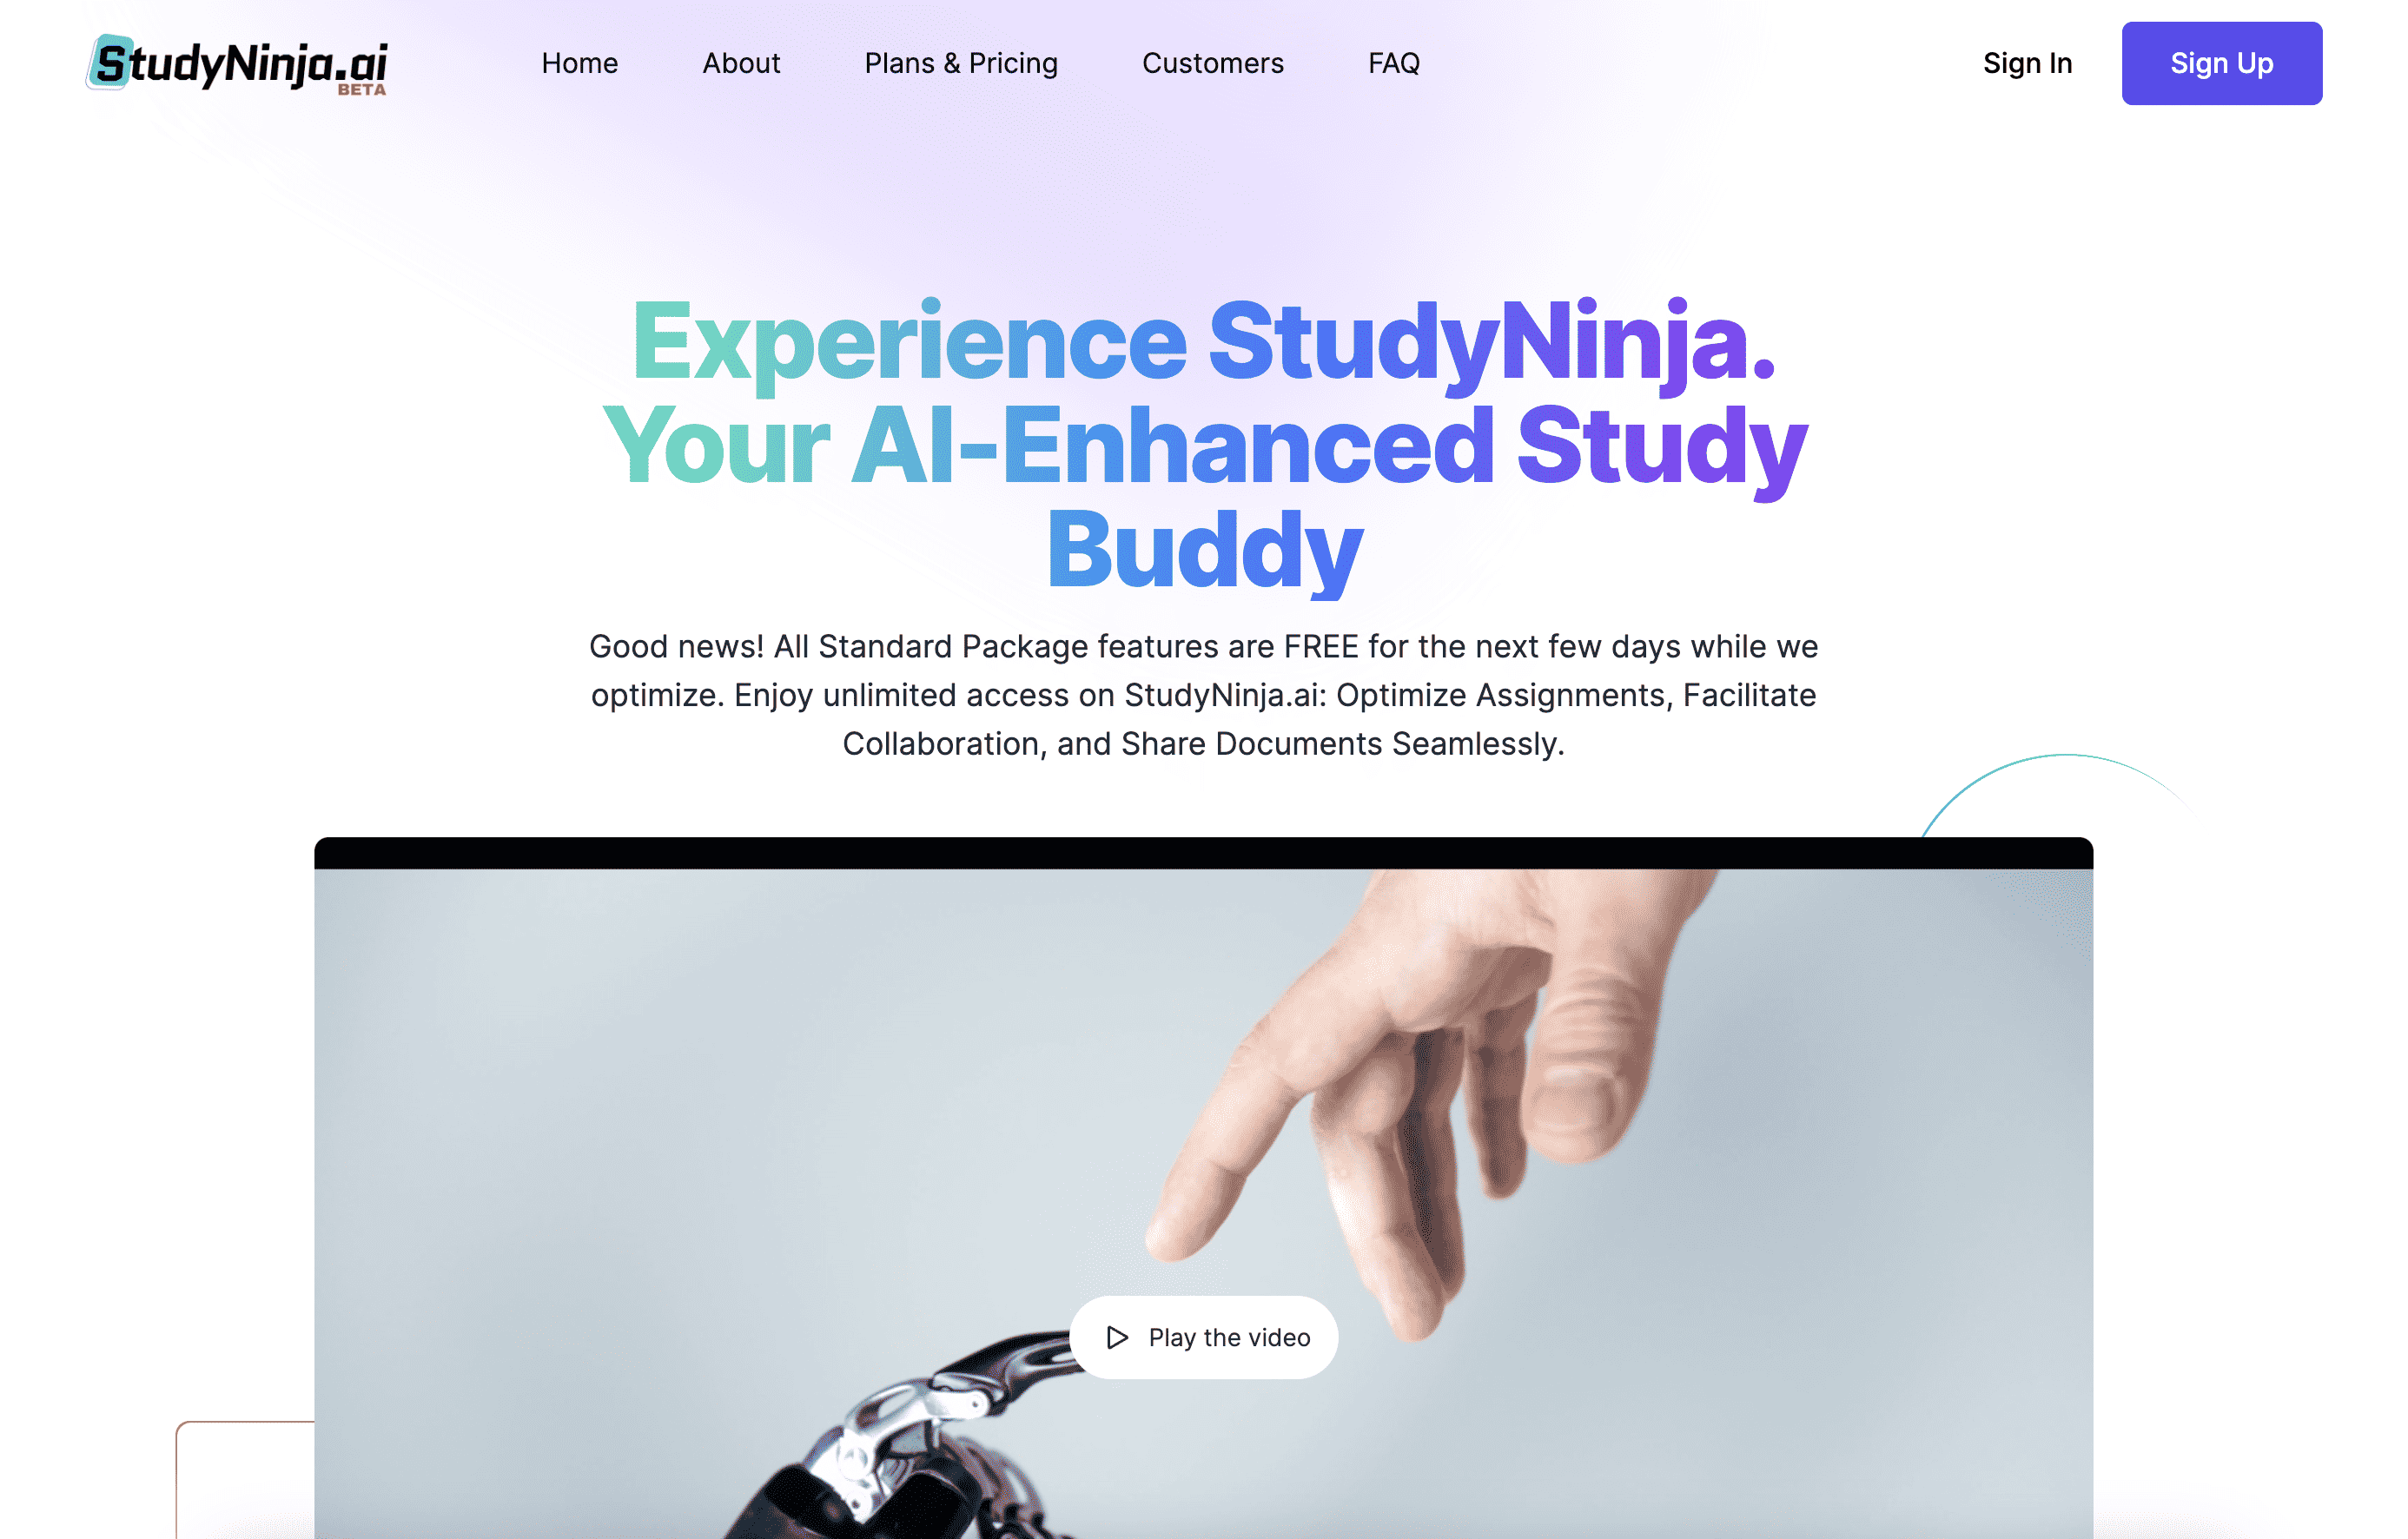 StudyNinja.ai
BETA
Home
About
Plans & Pricing
Customers
FAQ
Sign In
Sign Up
Experience StudyNinja.
Your AI-Enhanced Study
Buddy
Good news! All Standard Package features are FREE for the next few days while we
optimize. Enjoy unlimited access on StudyNinja.ai: Optimize Assignments, Facilitate
Collaboration, and Share Documents Seamlessly.
Play the video